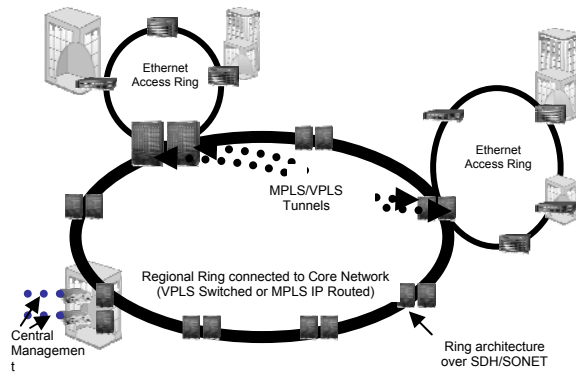 Ethernet
Access Ring
Ethernet
Access Ring
MPLS/VPLS
Tunnels
Regional Ring connected to Core Network
(VPLS Switched or MPLS IP Routed)
Central
Managemen
t
Ring architecture
over SDH/SONET